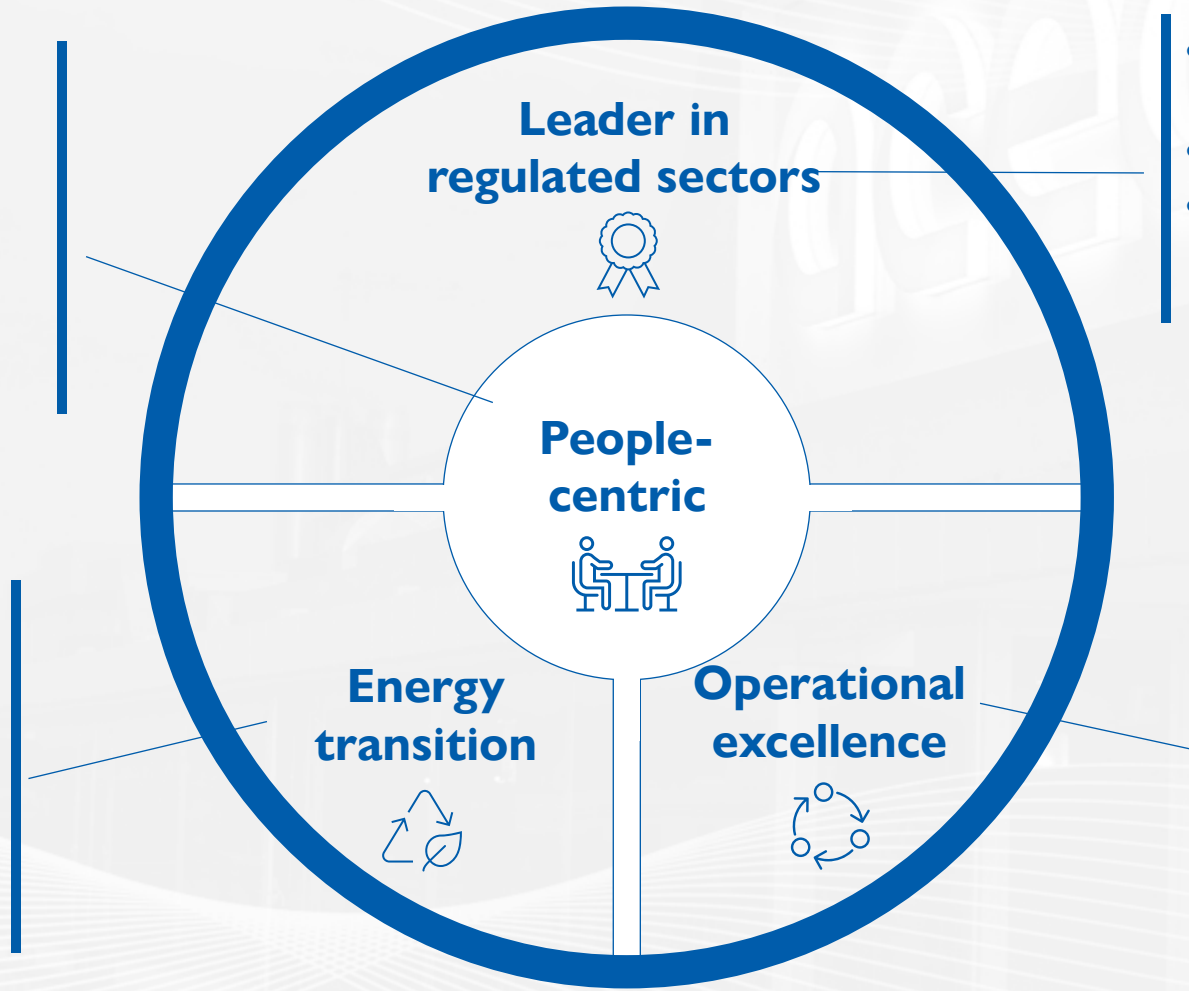 Leader in
regulated sectors
People-
centric
Energy
transition
Operational
excellence